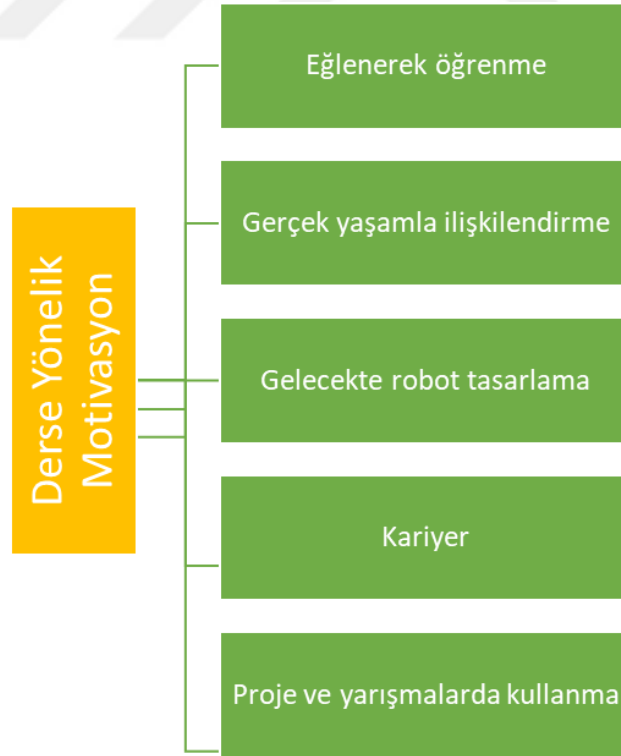 Derse Yönelik
Motivasyon
Eğlenerek öğrenme
Gerçek yaşamla ilişkilendirme
Gelecekte robot tasarlama
Kariyer
Proje ve yarışmalarda kullanma